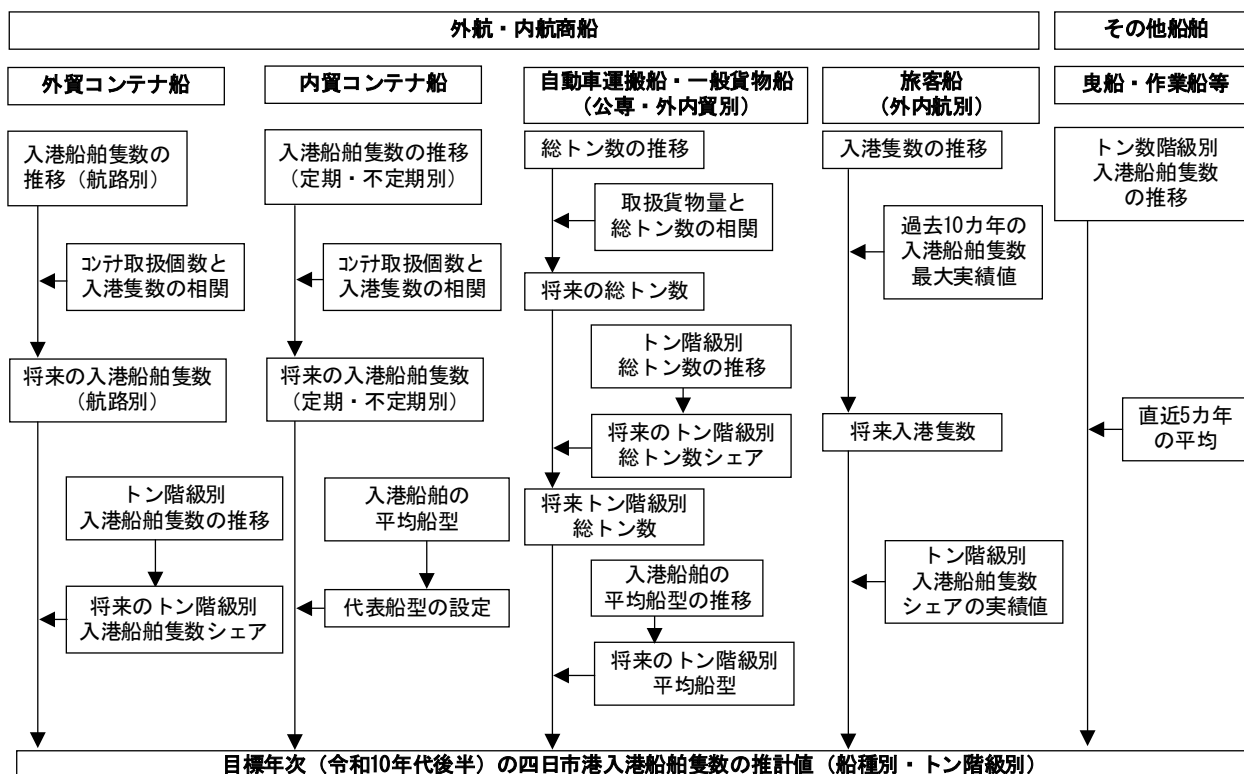 外航・内航商船
その他船舶
外貿コンテナ船
内貿コンテナ船
自動車運搬船・一般貨物船
（公専・外内貿別）
旅客船
（外内航別）
曳船・作業船等
入港船舶隻数の
推移（航路別）
ｺﾝﾃﾅ取扱個数と
入港隻数の相関
将来の入港船舶隻数
（航路別）
トン階級別
入港船舶隻数の推移
将来のトン階級別
入港船舶隻数シェア
入港船舶隻数の推移
（定期・不定期別）
ｺﾝﾃﾅ取扱個数と
入港隻数の相関
将来の入港船舶隻数
（定期・不定期別）
入港船舶の
平均船型
代表船型の設定
総トン数の推移
取扱貨物量と
総トン数の相関
将来の総トン数
トン階級別
総トン数の推移
将来のトン階級別
総トン数シェア
将来トン階級別
総トン数
入港船舶の
平均船型の推移
将来のトン階級別
平均船型
入港隻数の推移
過去10カ年の
入港船舶隻数
最大実績値
将来入港隻数
トン階級別
入港船舶隻数
シェアの実績値
トン数階級別
入港船舶隻数
の推移
直近5カ年
の平均
目標年次（令和10年代後半）の四日市港入港船舶隻数の推計値（船種別・トン階級別）